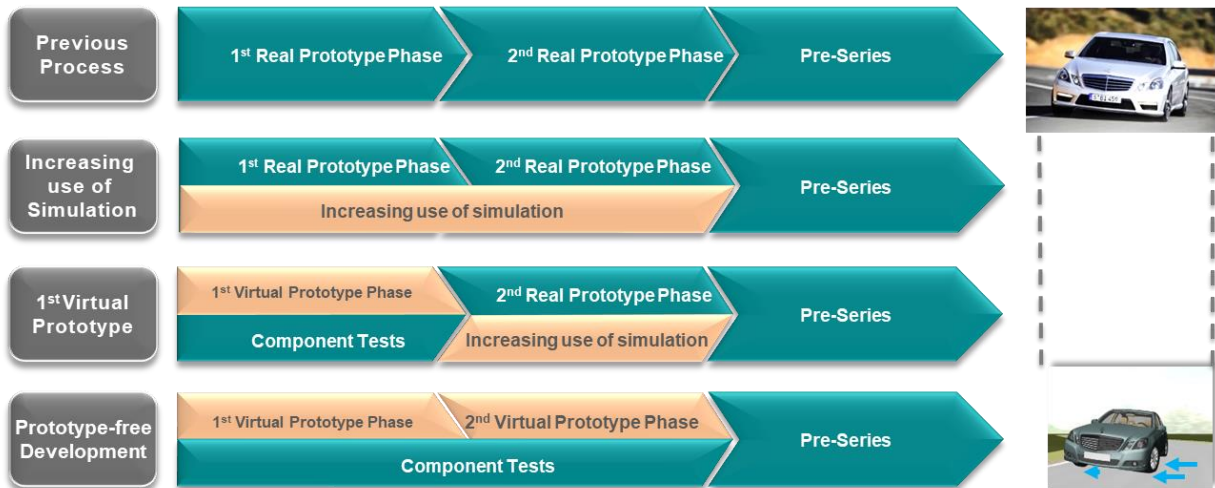 Previous
Process
1st Real Prototype Phase
2nd Real Prototype Phase
Pre-Series
Increasing
use of
Simulation
1st Real Prototype Phase
2nd Real Prototype Phase
Increasing use of simulation
Pre-Series
1st Virtual
Prototype
1st Virtual Prototype Phase
2nd Real Prototype Phase
Component Tests
Increasing use of simulation
Pre-Series
Prototype-free
Development
1st Virtual Prototype Phase
2nd Virtual Prototype Phase
Component Tests
Pre-Series